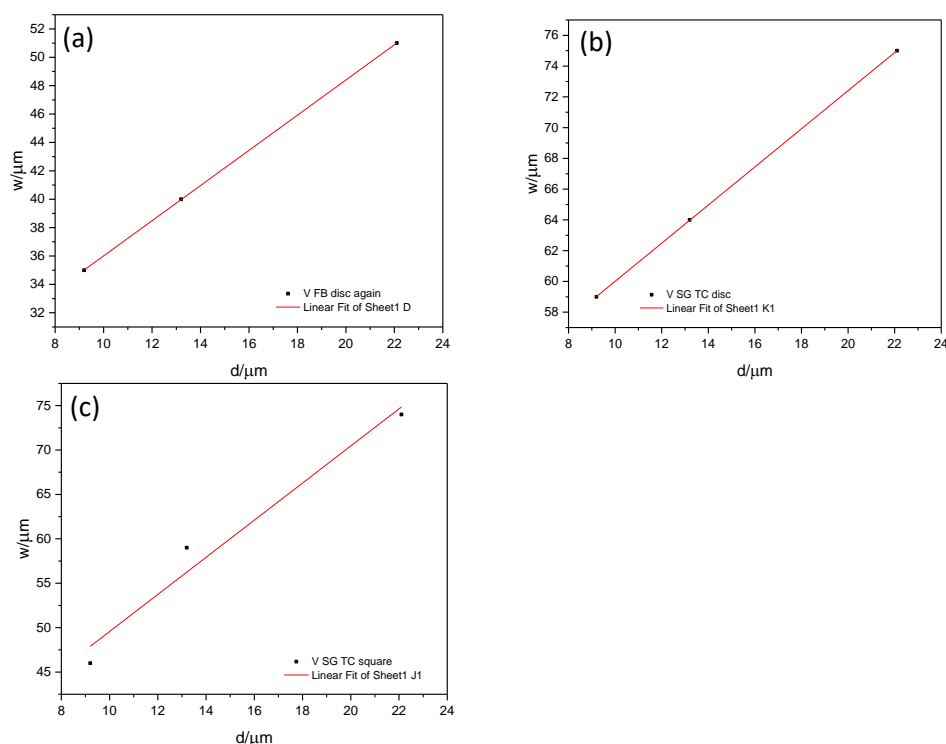 (a)
52
50
48
46
44
42
40
38
36
34
32
w/μm
V FB disc again
Linear Fit of Sheet1 D
4 6 8 10 12 14 16 18 20 22 24
d/μm
(b)
76
74
72
70
68
66
64
62
60
58
w/μm
V SG TC disc
Linear Fit of Sheet1 K1
8 10 12 14 16 18 20 22 24
d/μm
(c)
75
70
65
60
55
50
45
w/μm
V SG TC square
Linear Fit of Sheet1 J1
6 8 10 12 14 16 18 20 22 24
d/μm